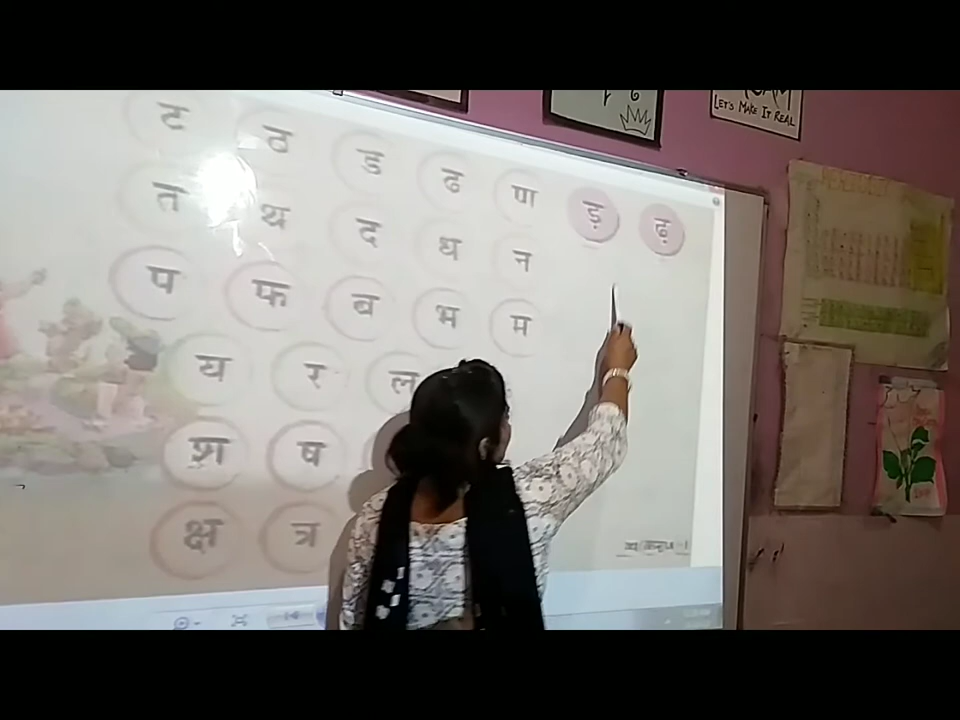 ट ठ ड ढ ण ड़ ढ़
त थ द ध न
प फ ब भ म
य र ल
श ष
क्ष त्र
LET'S MAKE IT REAL